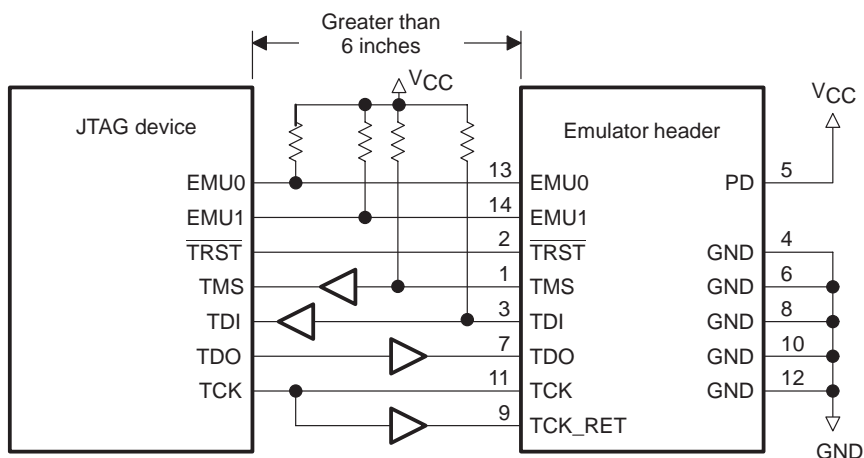 Greater than
6 inches
VCC
VCC
JTAG device
Emulator header
EMU0
13
EMU0
PD
5
EMU1
14
EMU1
TRST
2
TRST
GND
4
TMS
1
TMS
GND
6
TDI
3
TDI
GND
8
TDO
7
TDO
GND
10
TCK
11
TCK
GND
12
9
TCK_RET
GND